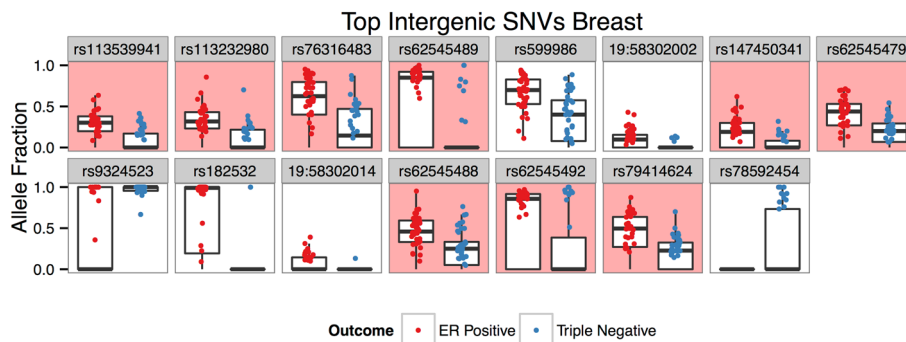 Top Intergenic SNVs Breast
rs113539941 rs113232980 rs76316483 rs62545489 rs599986 19:58302002 rs147450341 rs62545479
1.0
0.5
0.0
Allele Fraction
rs9324523 rs182532 19:58302014 rs62545488 rs62545492 rs79414624 rs78592454
1.0
0.5
0.0
Outcome ER Positive Triple Negative